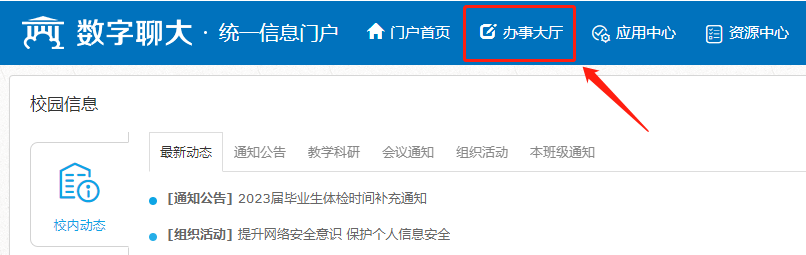 数字聊大 · 统一信息门户 门户首页 办事大厅 应用中心 资源中心
校园信息
最新动态 通知公告 教学科研 会议通知 组织活动 本班级通知
[通知公告] 2023届毕业生体检时间补充通知
校内动态
[组织活动] 提升网络安全意识 保护个人信息安全